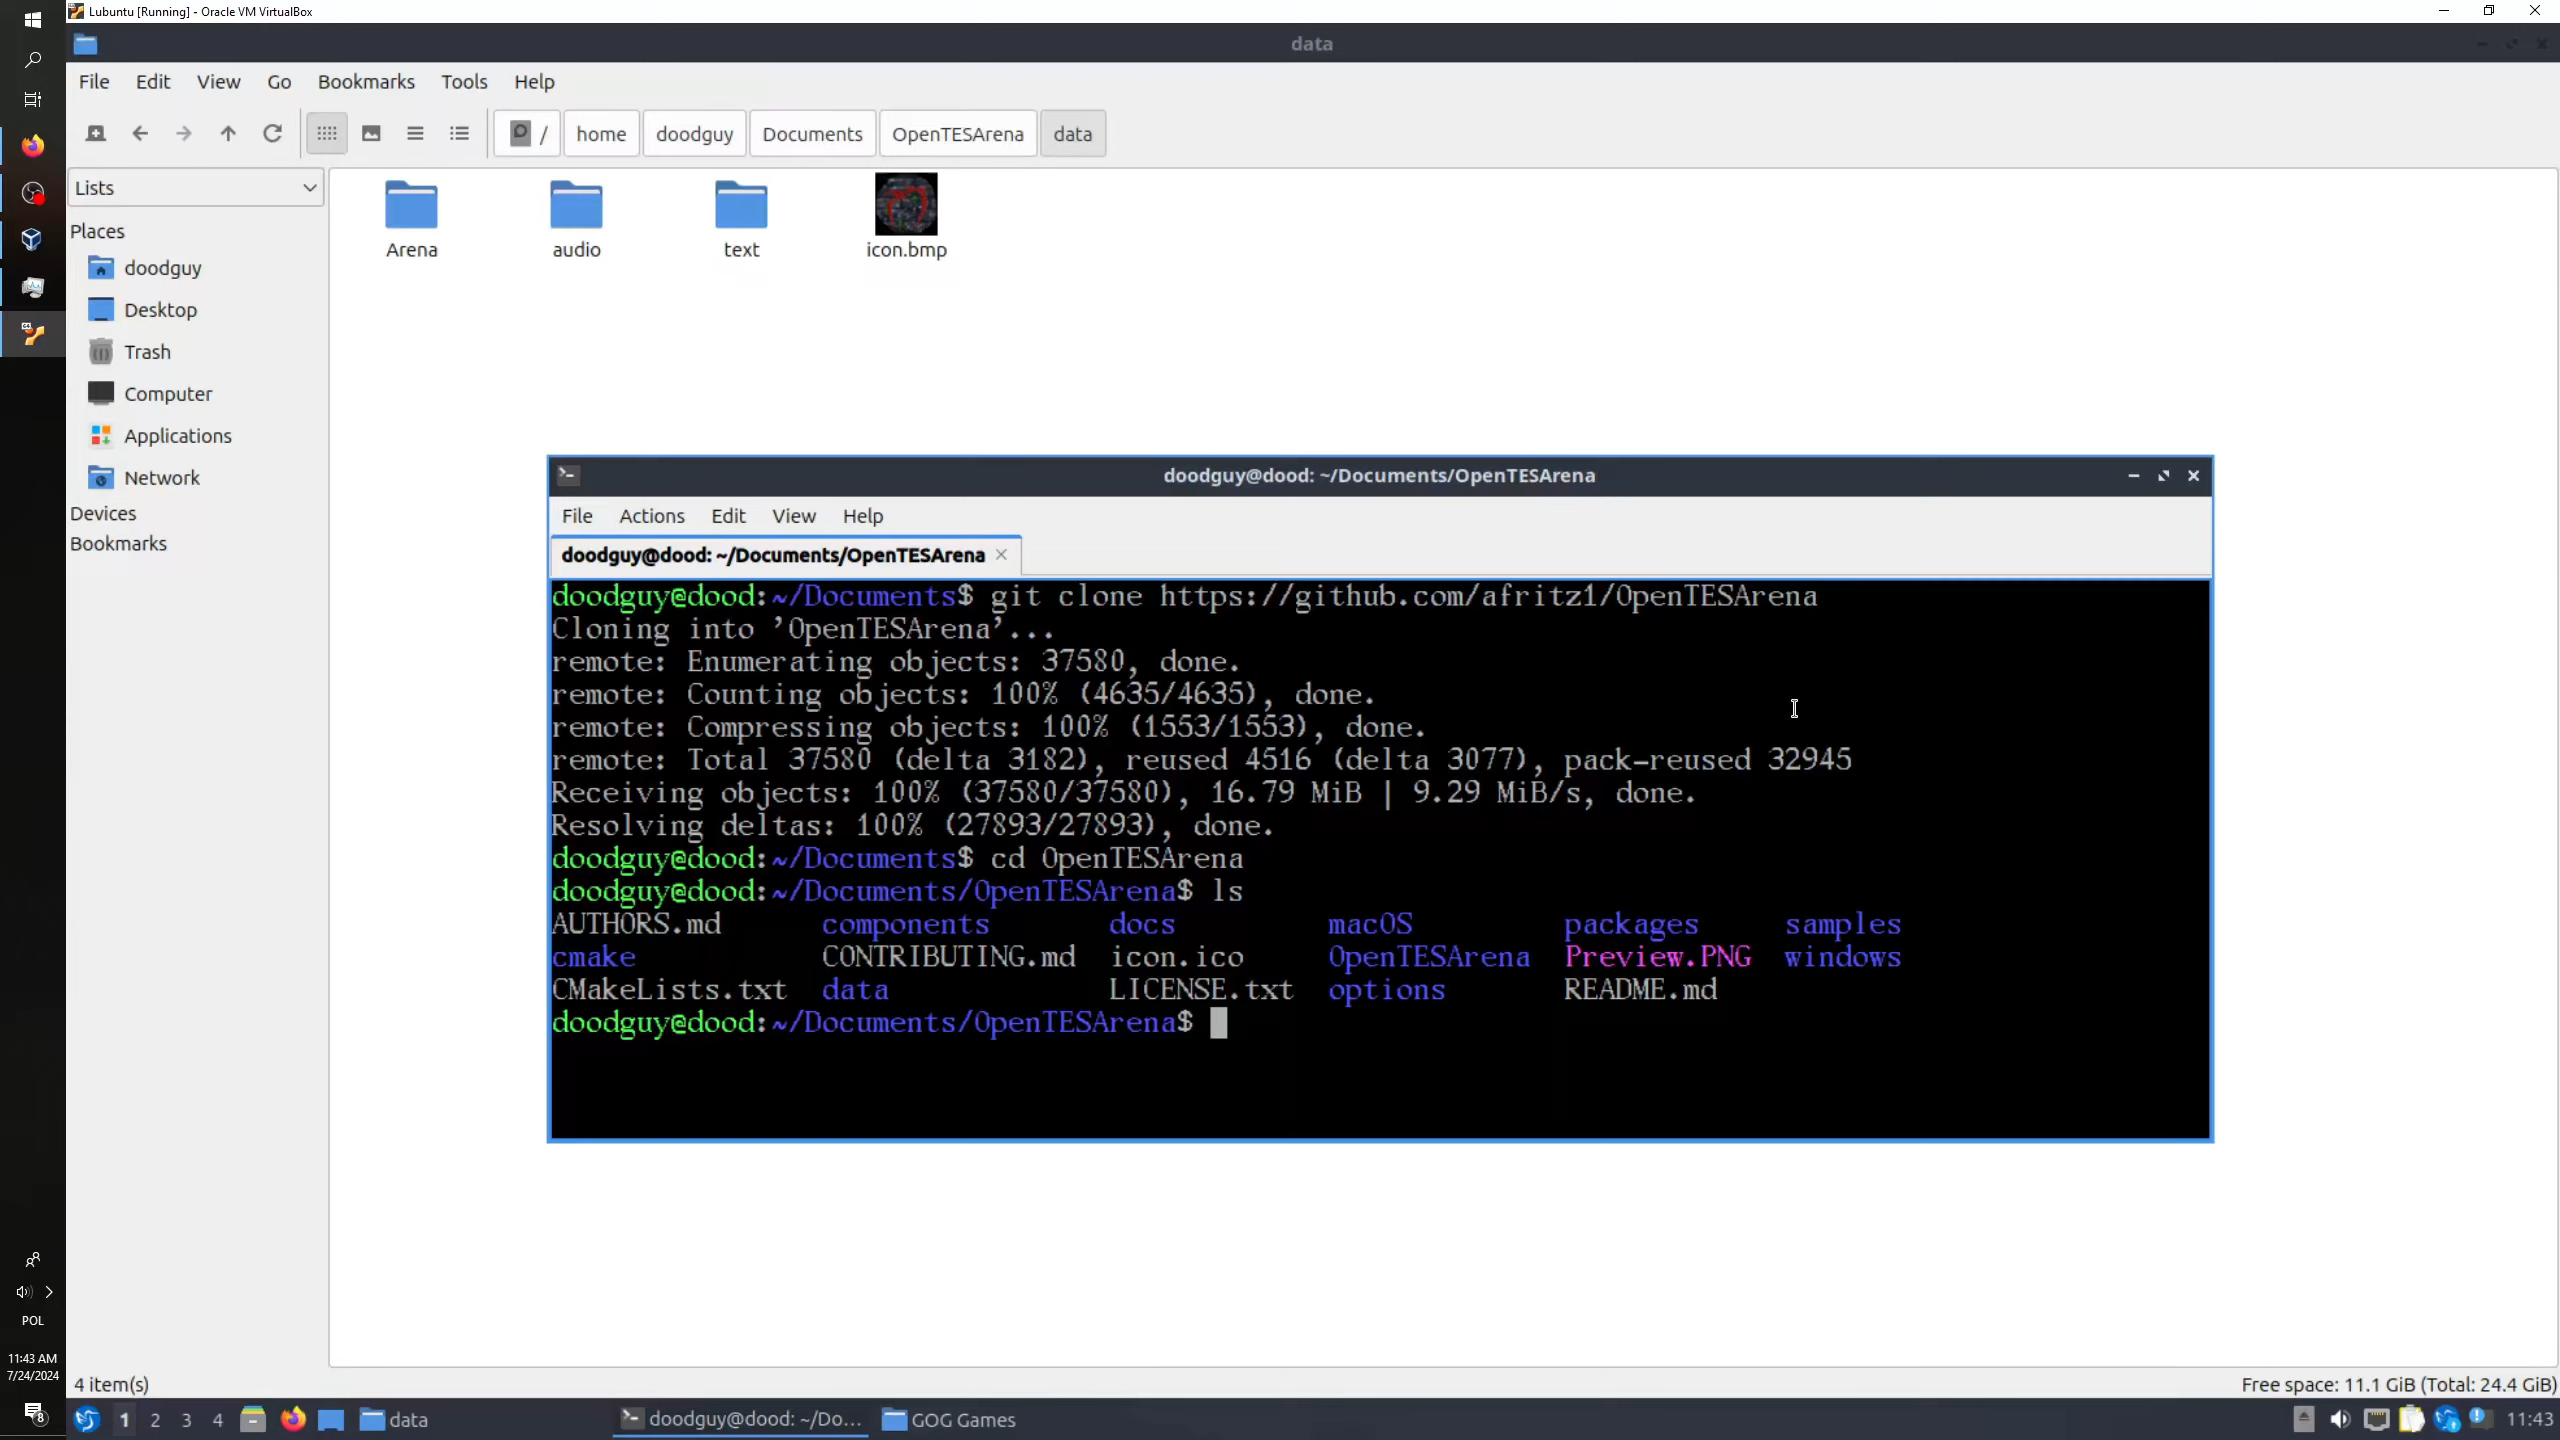 Lubuntu [Running] - Oracle VM VirtualBox
data
File Edit View Go Bookmarks Tools Help
/ home doodguy Documents OpenTESArena data
Lists
Places
doodguy
Desktop
Trash
Computer
Applications
Network
Devices
Bookmarks
Arena audio text icon.bmp
doodguy@dood: ~/Documents/OpenTESArena
File Actions Edit View Help
doodguy@dood: ~/Documents/OpenTESArena
doodguy@dood:~/Documents$ git clone https://github.com/afritz1/OpenTESArena
Cloning into 'OpenTESArena'...
remote: Enumerating objects: 37580, done.
remote: Counting objects: 100% (4635/4635), done.
remote: Compressing objects: 100% (1553/1553), done.
remote: Total 37580 (delta 3182), reused 4516 (delta 3077), pack-reused 32945
Receiving objects: 100% (37580/37580), 16.79 MiB | 9.29 MiB/s, done.
Resolving deltas: 100% (27893/27893), done.
doodguy@dood:~/Documents$ cd OpenTESArena
doodguy@dood:~/Documents/OpenTESArena$ ls
AUTHORS.md components docs macOS packages samples
cmake CONTRIBUTING.md icon.ico OpenTESArena Preview.PNG windows
CMakeLists.txt data LICENSE.txt options README.md
doodguy@dood:~/Documents/OpenTESArena$
POL
11:43 AM
7/24/2024
8
4 item(s)
Free space: 11.1 GiB (Total: 24.4 GiB)
1 2 3 4 data doodguy@dood: ~/Do... GOG Games 11:43